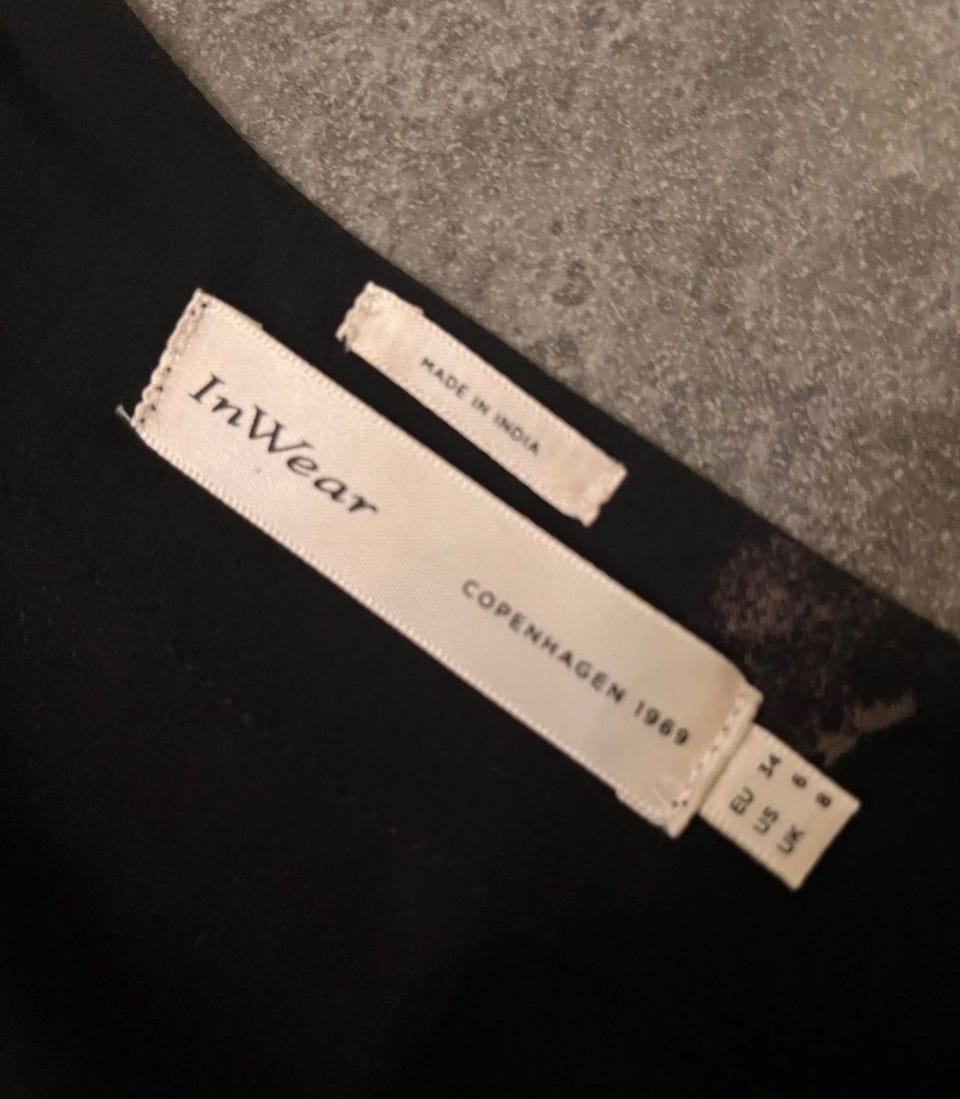 MADE IN INDIA
InWear
COPENHAGEN 1969
EU 34
US 6
UK 8